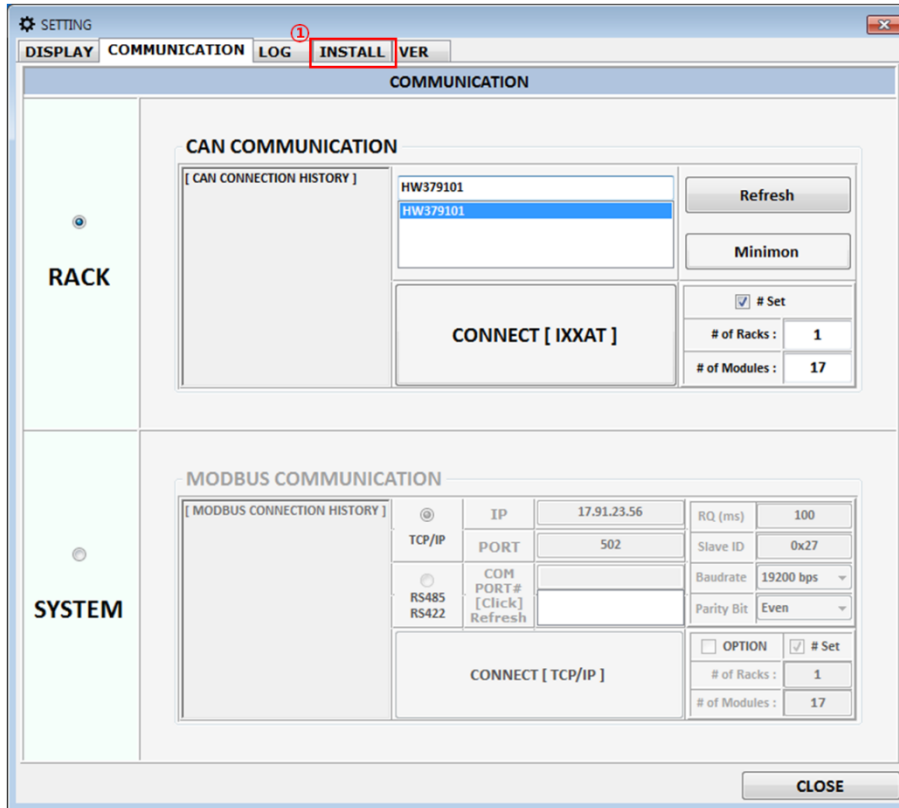 SETTING
①
DISPLAY COMMUNICATION LOG INSTALL VER
COMMUNICATION
RACK
CAN COMMUNICATION
[ CAN CONNECTION HISTORY ]
HW379101
HW379101
Refresh
Minimon
CONNECT [ IXXAT ]
# Set
# of Racks : 1
# of Modules : 17
SYSTEM
MODBUS COMMUNICATION
[ MODBUS CONNECTION HISTORY ]
TCP/IP
IP 17.91.23.56
PORT 502
RS485
RS422
COM
PORT#
[Click]
Refresh
RQ (ms) 100
Slave ID 0x27
Baudrate 19200 bps
Parity Bit Even
CONNECT [ TCP/IP ]
OPTION # Set
# of Racks : 1
# of Modules : 17
CLOSE